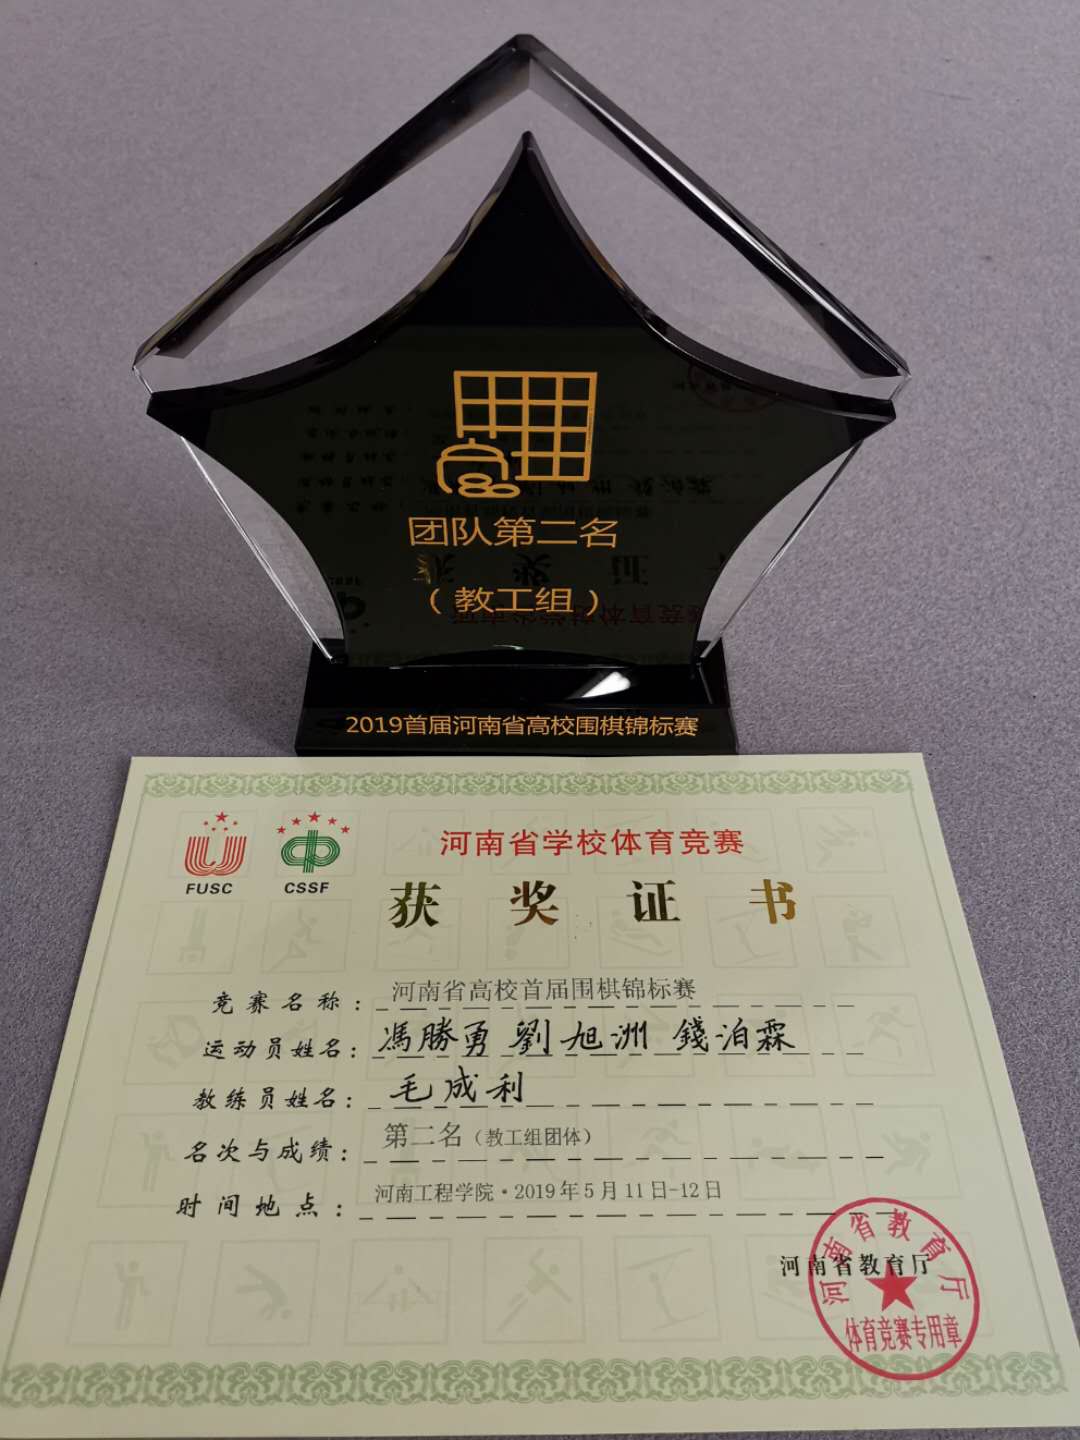 团队第二名
（教工组）
2019首届河南省高校围棋锦标赛
FUSC
CSSF
河南省学校体育竞赛
获奖证书
竞赛名称：河南省高校首届围棋锦标赛
运动员姓名：馮勝勇 劉旭洲 錢泊霖
教练员姓名：毛成利
名次与成绩：第二名（教工组团体）
时间地点：河南工程学院·2019年5月11日-12日
河南省教育厅
河南省教育厅
体育竞赛专用章